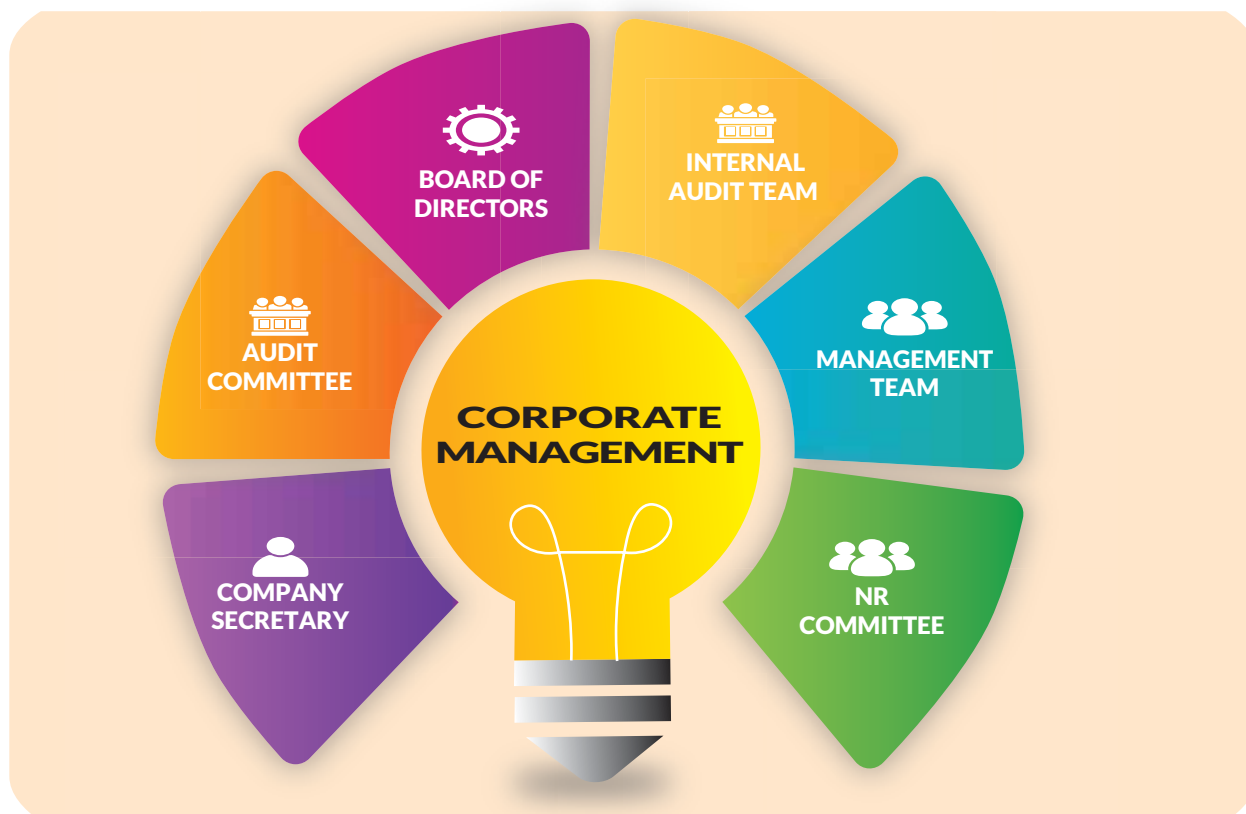 BOARD OF
DIRECTORS
INTERNAL
AUDIT TEAM
AUDIT
COMMITTEE
MANAGEMENT
TEAM
CORPORATE
MANAGEMENT
COMPANY
SECRETARY
NR
COMMITTEE